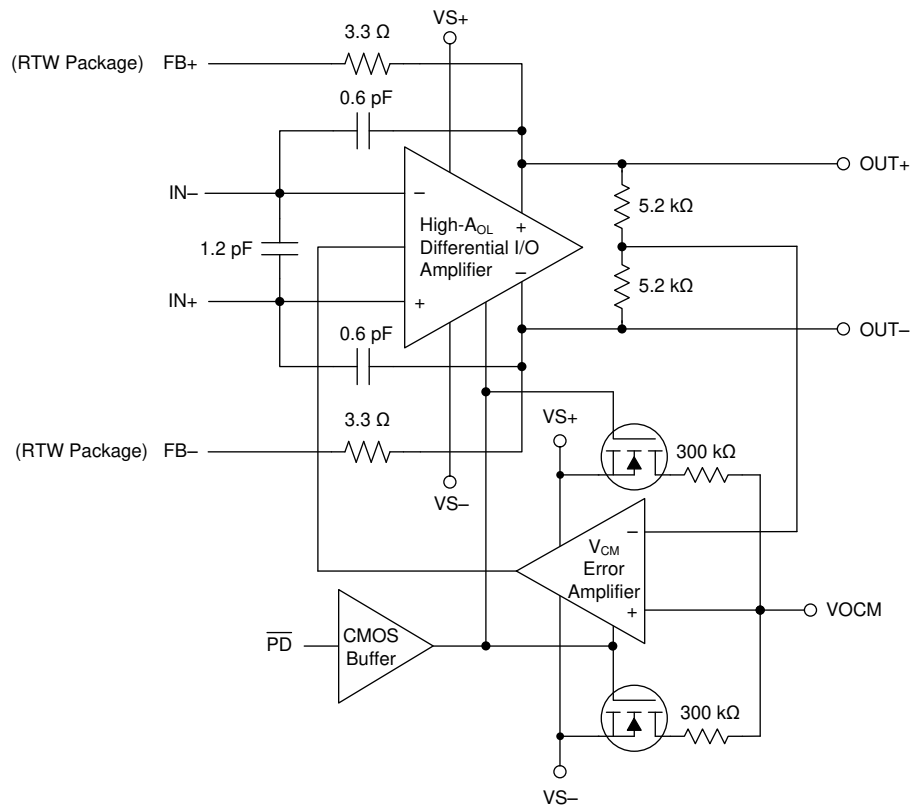 VS+
3.3 Ω
(RTW Package) FB+
0.6 pF
OUT+
IN–
–
5.2 kΩ
High-AOL
Differential I/O
Amplifier
+
–
1.2 pF
5.2 kΩ
IN+
+
OUT–
0.6 pF
3.3 Ω
VS+
(RTW Package) FB–
300 kΩ
VS–
–
VCM
Error
Amplifier
+
VOCM
PD
CMOS
Buffer
300 kΩ
VS–